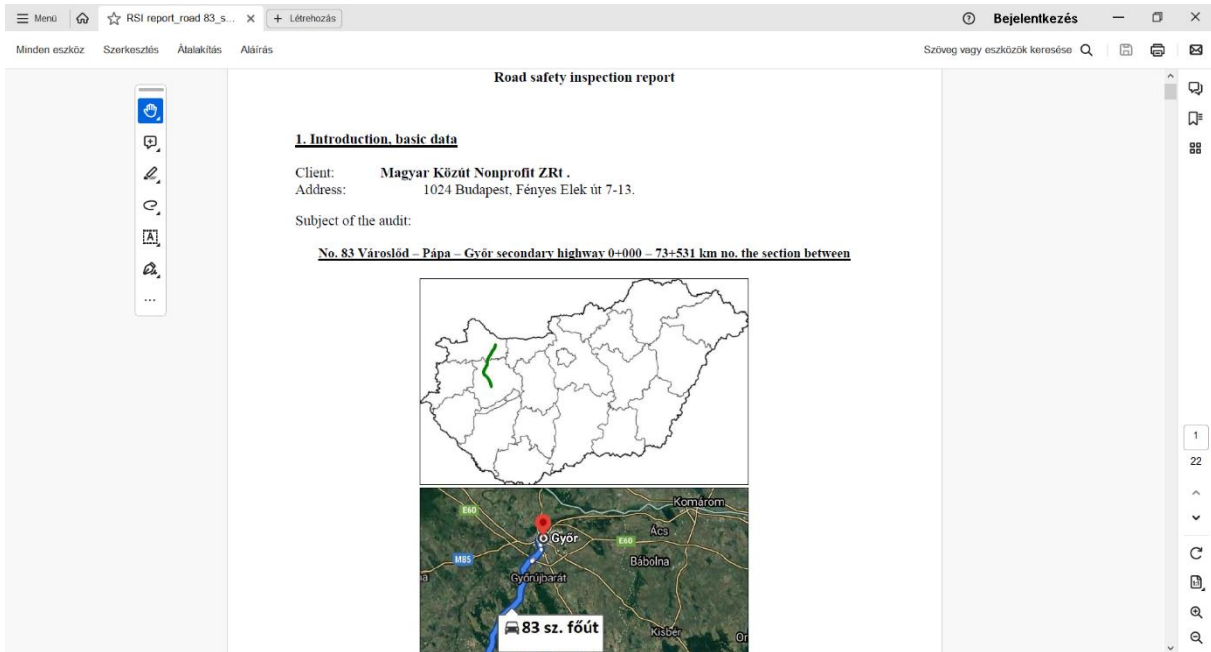 Menü
RSI report_road 83_s...
+ Létrehozás
Bejelentkezés
Minden eszköz Szerkesztés Átalakítás Aláírás
Szöveg vagy eszközök keresése
Road safety inspection report
1. Introduction, basic data
Client: Magyar Közút Nonprofit ZRt .
Address: 1024 Budapest, Fényes Elek út 7-13.
Subject of the audit:
No. 83 Városlőd – Pápa – Győr secondary highway 0+000 – 73+531 km no. the section between
1
22
Komárom
E60
Győr
E60
Ács
M85
Bábolna
Győrújbarát
83 sz. főút
Kisbér